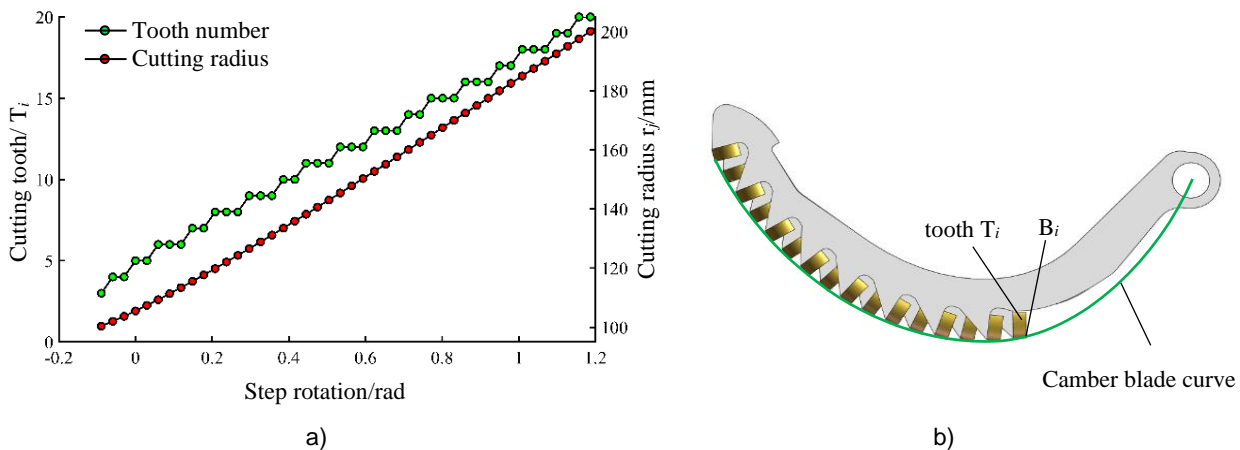 Tooth number
Cutting radius
Cutting tooth/ Tᵢ
20
15
10
5
0
-0.2
0
0.2
0.4
0.6
0.8
1
1.2
Step rotation/rad
200
180
160
140
120
100
Cutting radius rⱼ/mm
a)
tooth Tᵢ
Bᵢ
Camber blade curve
b)